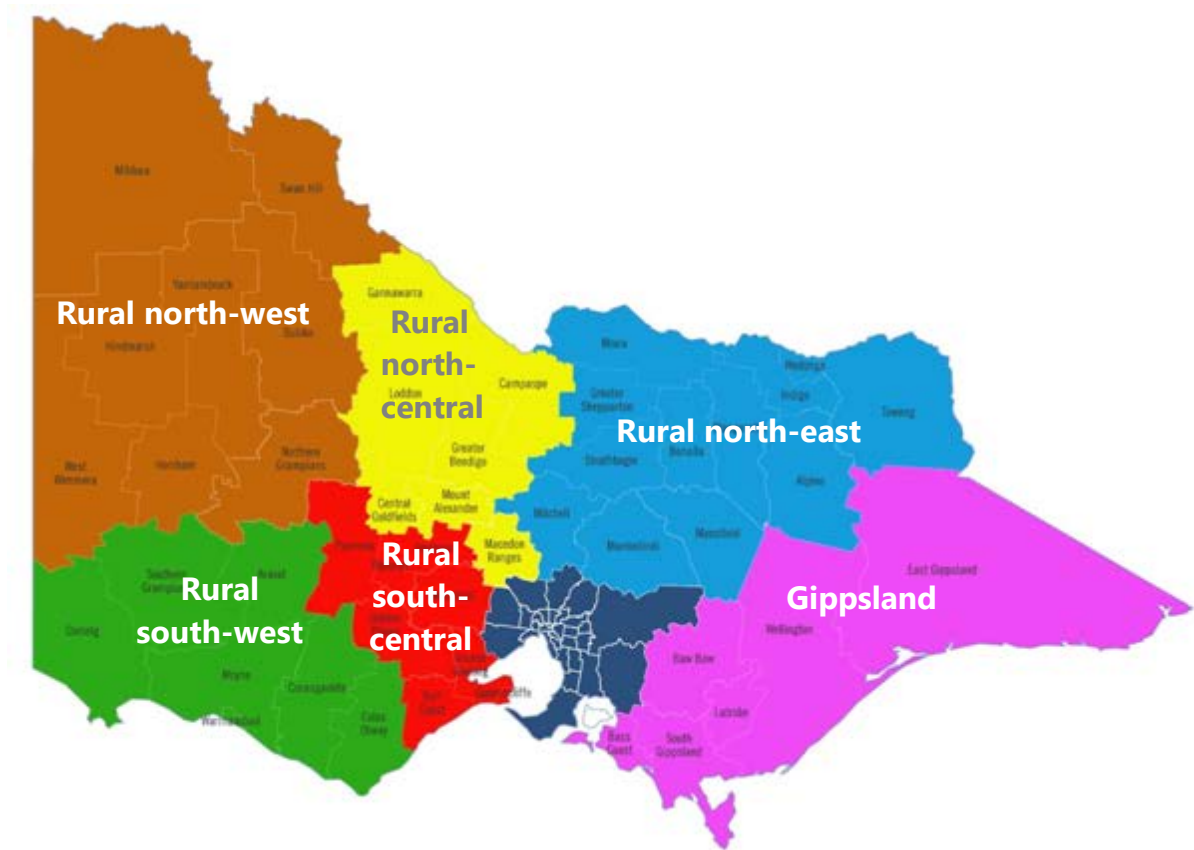 Mildura
Swan Hill
Gannawarra
Yarriambiack
Rural north-west
Buloke
Hindmarsh
Rural
north-
central
Loddon
Campaspe
Moira
Wodonga
Indigo
Towong
Greater
Shepparton
Rural north-east
Benalla
Strathbogie
Alpine
Northern
Grampians
Greater
Bendigo
West
Wimmera
Horsham
Central
Goldfields
Mount
Alexander
Mitchell
Mansfield
Murrindindi
Macedon
Ranges
Pyrenees
Rural
south-
central
Southern
Grampians
Ararat
Rural
south-west
Glenelg
Moyne
Corangamite
Warrnambool
Colac
Otway
Surf
Coast
East Gippsland
Gippsland
Wellington
Baw Baw
Latrobe
Bass
Coast
South
Gippsland